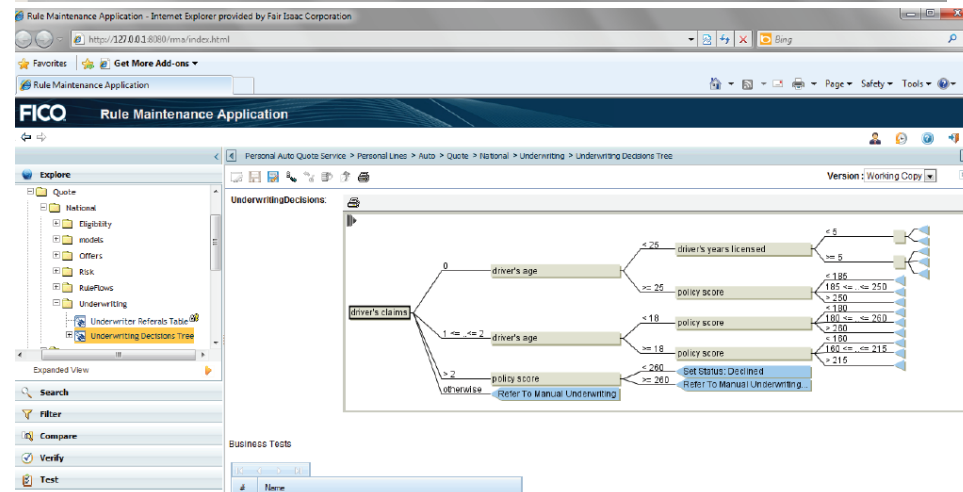 Rule Maintenance Application - Internet Explorer provided by Fair Isaac Corporation
http://127.0.0.1:8080/rma/index.html
Bing
Favorites
Get More Add-ons
Rule Maintenance Application
Page Safety Tools
FICO Rule Maintenance Application
Personal Auto Quote Service > Personal Lines > Auto > Quote > National > Underwriting > Underwriting Decisions Tree
Explore
Version : Working Copy
Quote
National
Eligibility
models
Offers
Risk
RuleFlows
Underwriting
Underwriter Referals Table
Underwriting Decisions Tree
Expanded View
Search
Filter
Compare
Verify
Test
UnderwritingDecisions:
driver's claims
0
driver's age
< 25
driver's years licensed
< 5
>= 5
>= 25
policy score
< 185
185 <= ..<= 250
> 250
1 <= ..<= 2
driver's age
< 18
policy score
< 180
180 <= ..<= 260
> 260
>= 18
policy score
< 160
160 <= ..<= 215
> 215
> 2
policy score
< 260
Set Status: Declined
>= 260
Refer To Manual Underwriting...
otherwise
Refer To Manual Underwriting
Business Tests
# Name